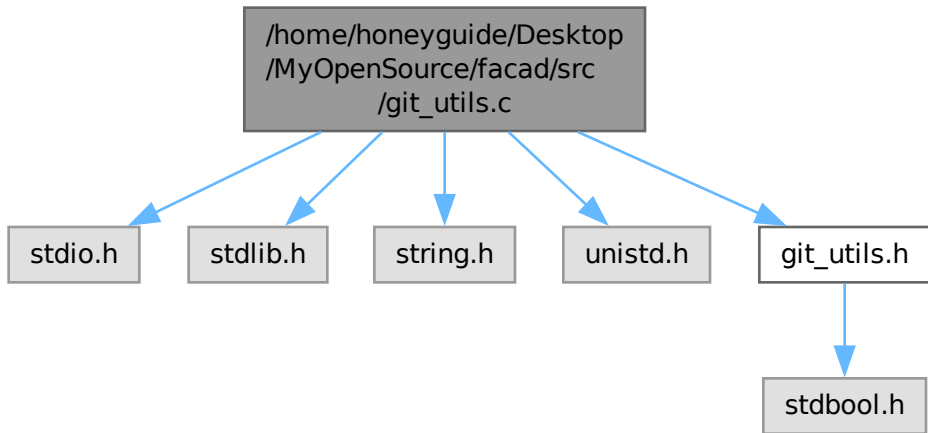 /home/honeyguide/Desktop
/MyOpenSource/facad/src
/git_utils.c
stdio.h
stdlib.h
string.h
unistd.h
git_utils.h
stdbool.h